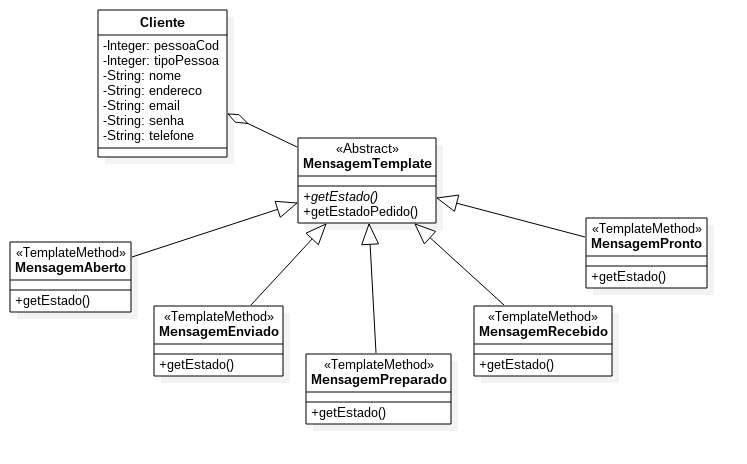 Cliente
-Integer: pessoaCod
-Integer: tipoPessoa
-String: nome
-String: endereco
-String: email
-String: senha
-String: telefone
«Abstract»
MensagemTemplate
+getEstado()
+getEstadoPedido()
«TemplateMethod»
MensagemAberto
+getEstado()
«TemplateMethod»
MensagemEnviado
+getEstado()
«TemplateMethod»
MensagemPreparado
+getEstado()
«TemplateMethod»
MensagemRecebido
+getEstado()
«TemplateMethod»
MensagemPronto
+getEstado()